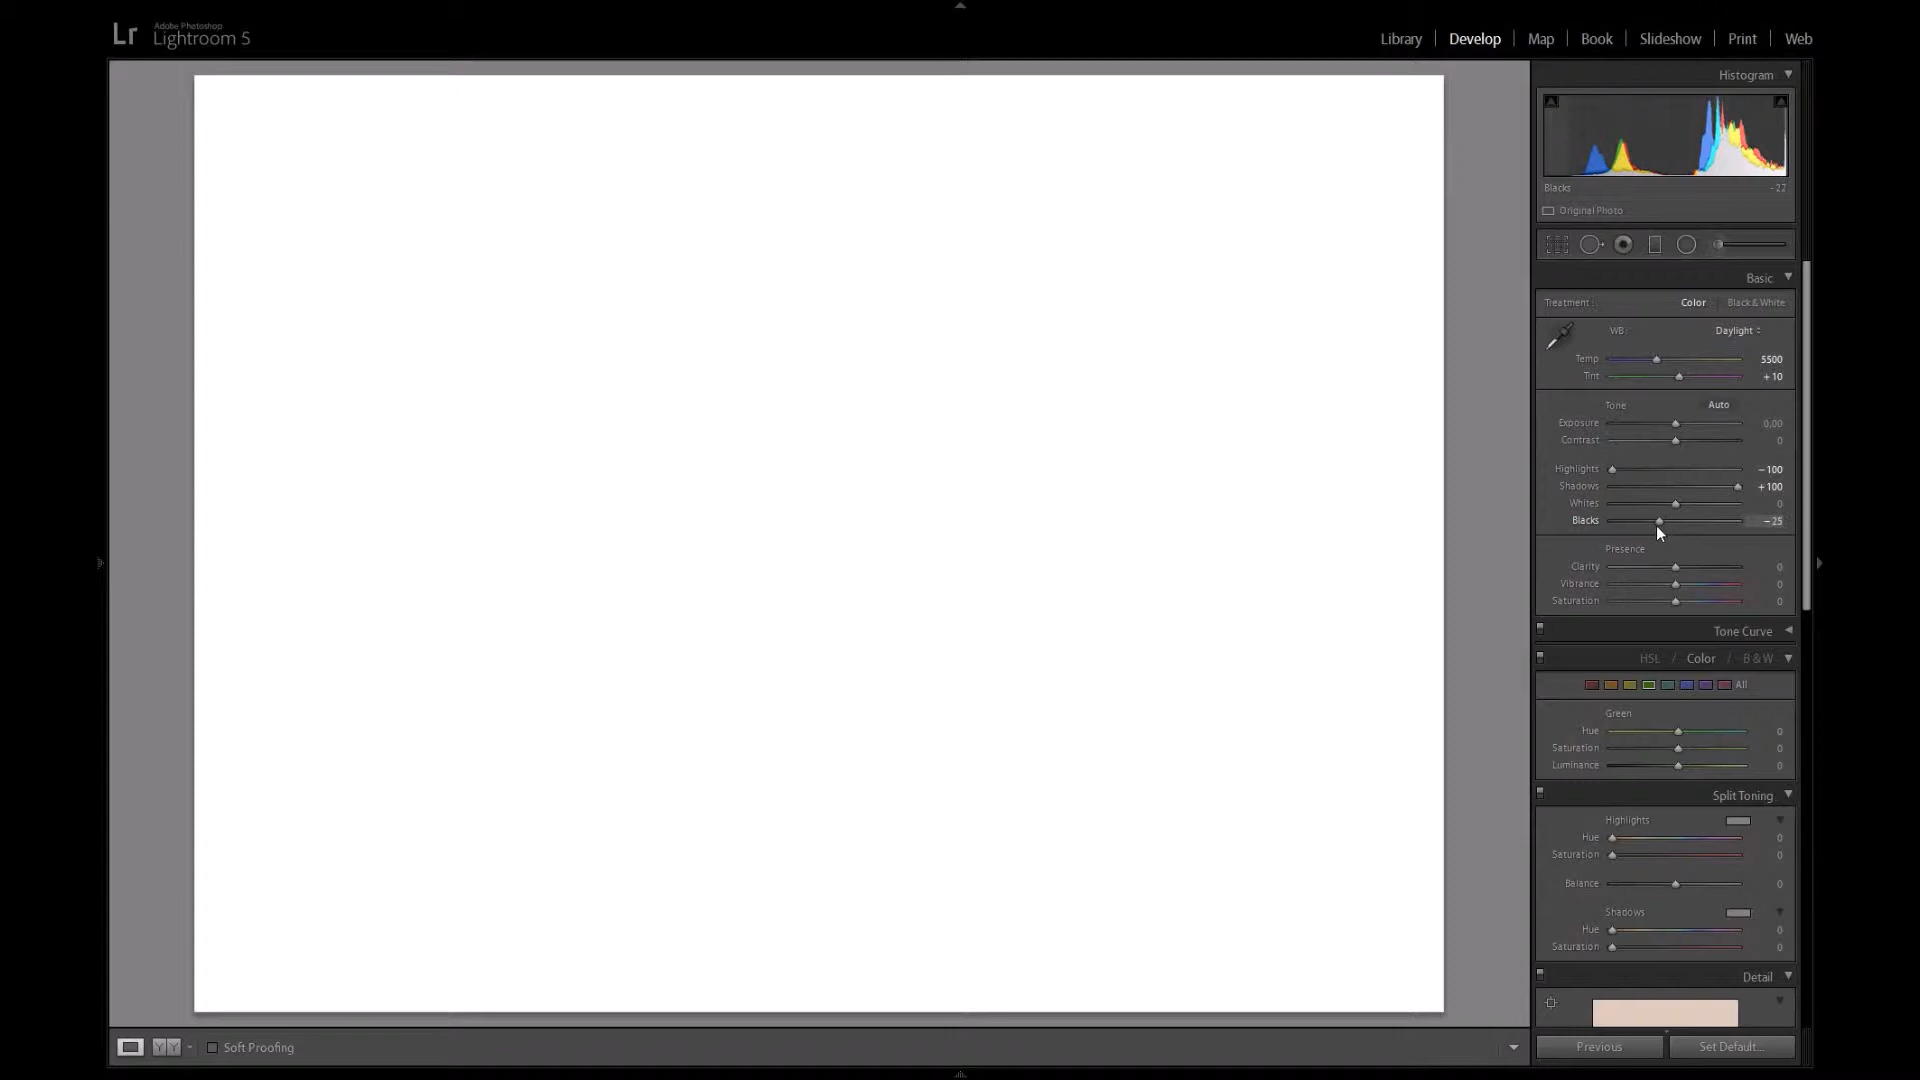 Lr
Adobe Photoshop
Lightroom 5
Library Develop Map Book Slideshow Print Web
Histogram
Blacks -22
Original Photo
Basic
Treatment : Color Black & White
WB : Daylight
Temp 5500
Tint + 10
Tone Auto
Exposure 0,00
Contrast 0
Highlights - 100
Shadows + 100
Whites 0
Blacks - 25
Presence
Clarity 0
Vibrance 0
Saturation 0
Tone Curve
HSL / Color / B & W
All
Green
Hue 0
Saturation 0
Luminance 0
Split Toning
Highlights
Hue 0
Saturation 0
Balance 0
Shadows
Hue 0
Saturation 0
Detail
YY Soft Proofing
Previous Set Default...